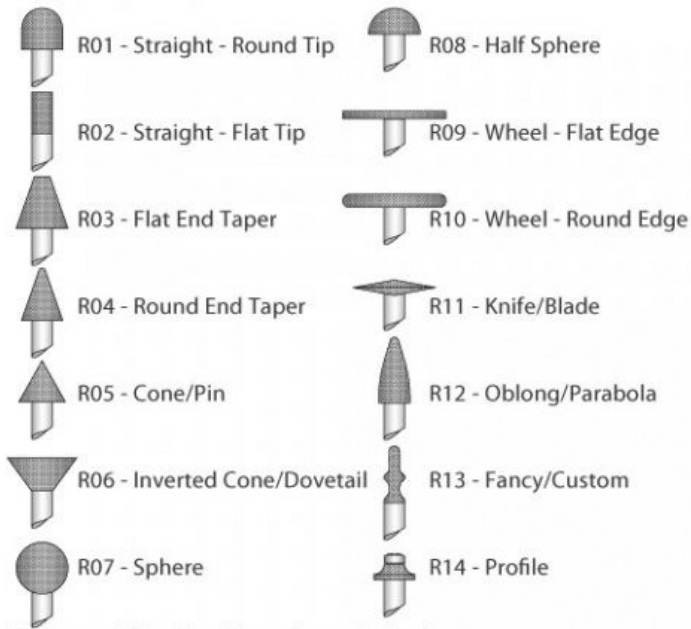 R01 - Straight - Round Tip
R02 - Straight - Flat Tip
R03 - Flat End Taper
R04 - Round End Taper
R05 - Cone/Pin
R06 - Inverted Cone/Dovetail
R07 - Sphere
R08 - Half Sphere
R09 - Wheel - Flat Edge
R10 - Wheel - Round Edge
R11 - Knife/Blade
R12 - Oblong/Parabola
R13 - Fancy/Custom
R14 - Profile